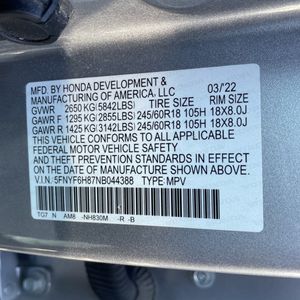 MFD. BY HONDA DEVELOPMENT &
MANUFACTURING OF AMERICA, LLC 03/'22
GVWR 2650 KG(5842LBS) TIRE SIZE RIM SIZE
GAWR F 1295 KG(2855LBS) 245/60R18 105H 18X8.0J
GAWR R 1425 KG(3142LBS) 245/60R18 105H 18X8.0J
THIS VEHICLE CONFORMS TO ALL APPLICABLE
FEDERAL MOTOR VEHICLE SAFETY STANDARDS IN EFFECT
ON THE DATE OF MANUFACTURE SHOWN ABOVE.
V.I.N.: 5FNYF6H87NB044388 TYPE: MPV
TG7 N AM8 -NH830M -R -B